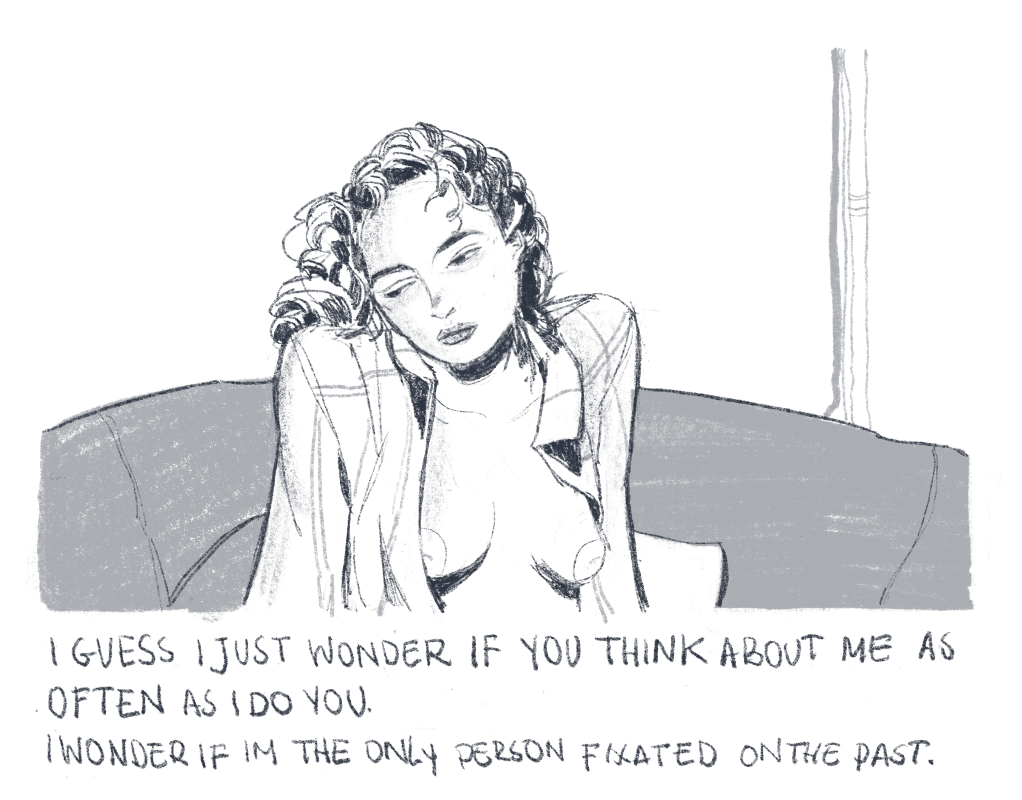 I GUESS I JUST WONDER IF YOU THINK ABOUT ME AS
OFTEN AS I DO YOU.
I WONDER IF IM THE ONLY PERSON FIXATED ON THE PAST.